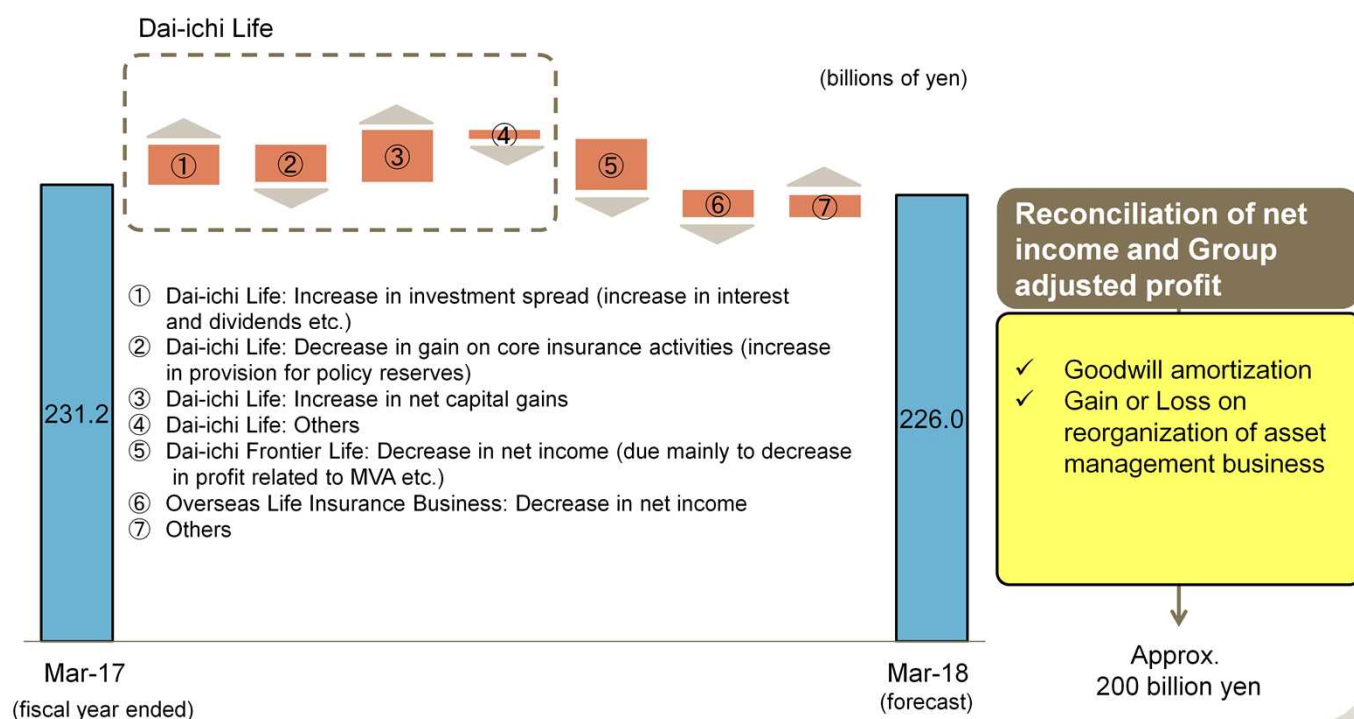 Dai-ichi Life
(billions of yen)
①
②
③
④
⑤
⑥
⑦
231.2
226.0
① Dai-ichi Life: Increase in investment spread (increase in interest
and dividends etc.)
② Dai-ichi Life: Decrease in gain on core insurance activities (increase
in provision for policy reserves)
③ Dai-ichi Life: Increase in net capital gains
④ Dai-ichi Life: Others
⑤ Dai-ichi Frontier Life: Decrease in net income (due mainly to decrease
in profit related to MVA etc.)
⑥ Overseas Life Insurance Business: Decrease in net income
⑦ Others
Mar-17
(fiscal year ended)
Mar-18
(forecast)
Reconciliation of net
income and Group
adjusted profit
✓ Goodwill amortization
✓ Gain or Loss on
reorganization of asset
management business
Approx.
200 billion yen